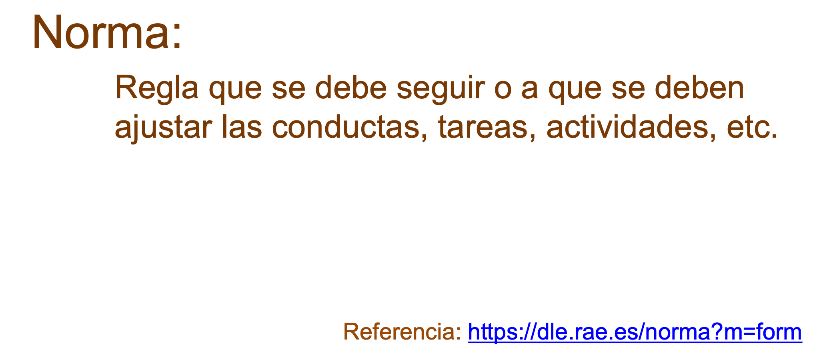 Norma:
Regla que se debe seguir o a que se deben
ajustar las conductas, tareas, actividades, etc.
Referencia: https://dle.rae.es/norma?m=form